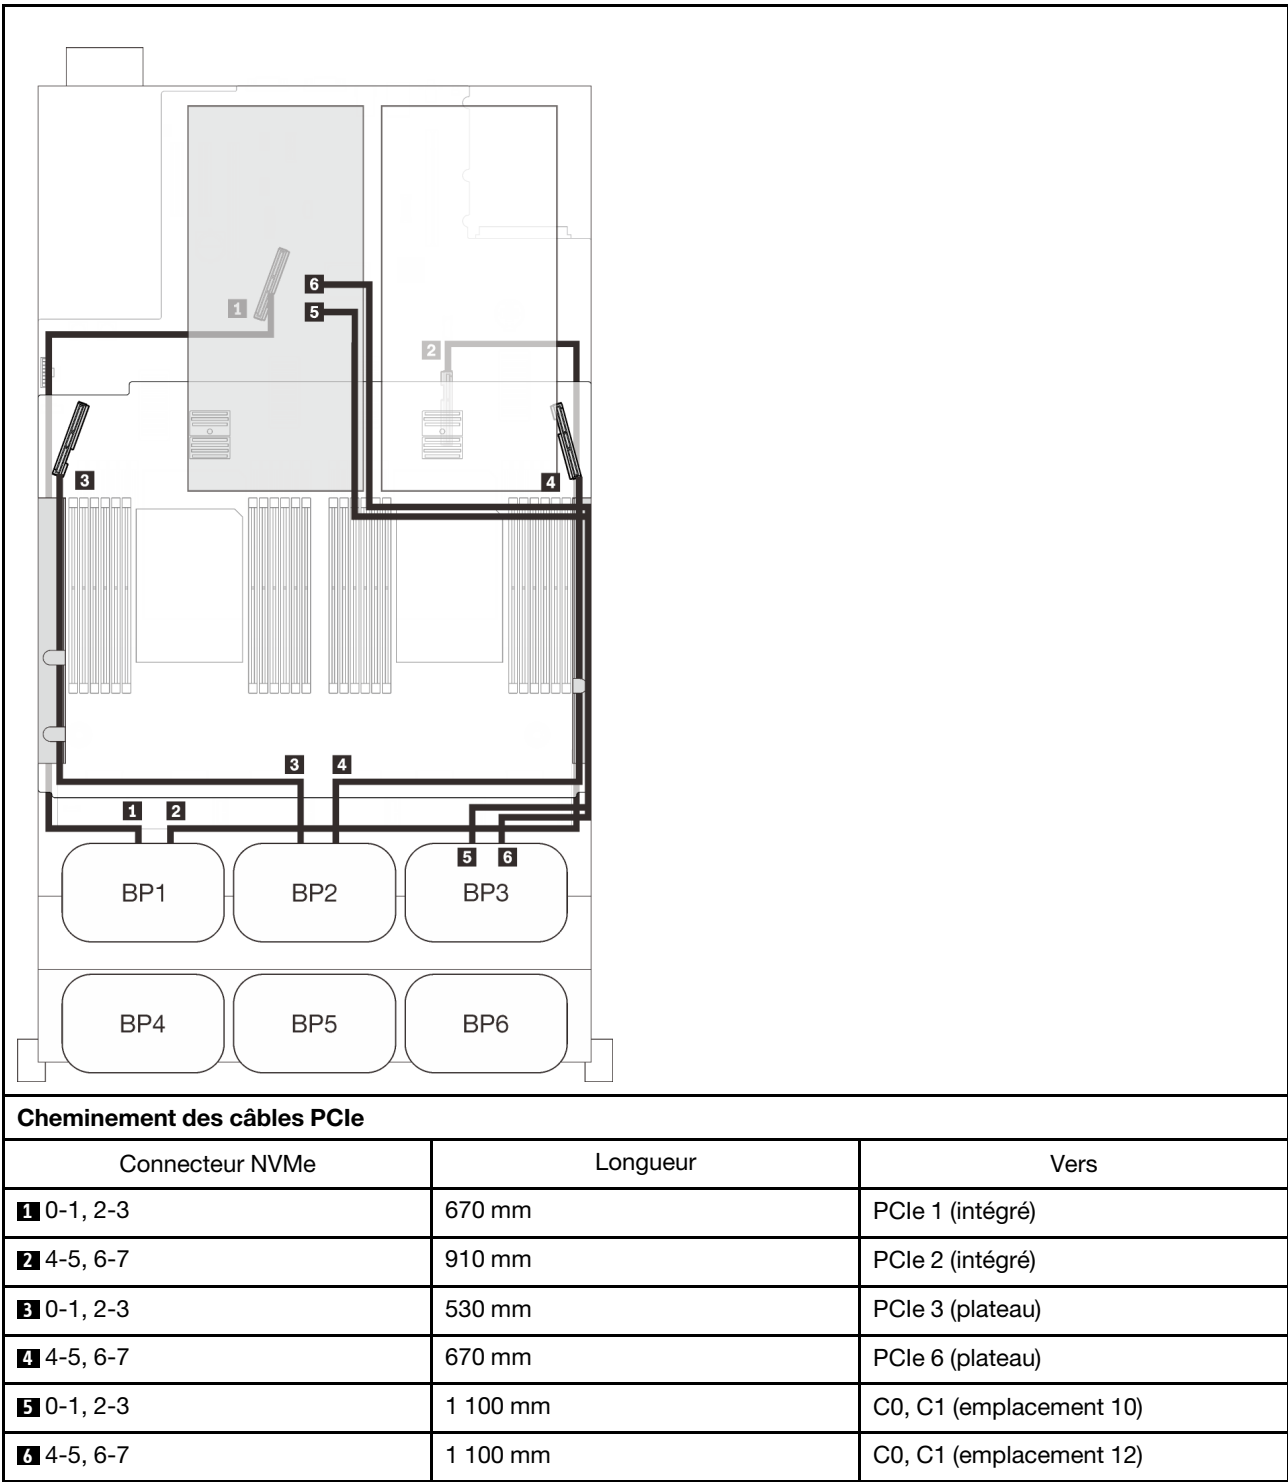 6
1
5
2
3
4
3
4
1
2
5
6
BP1
BP2
BP3
BP4
BP5
BP6
Cheminement des câbles PCIe
Connecteur NVMe
Longueur
Vers
1 0-1, 2-3
670 mm
PCIe 1 (intégré)
2 4-5, 6-7
910 mm
PCIe 2 (intégré)
3 0-1, 2-3
530 mm
PCIe 3 (plateau)
4 4-5, 6-7
670 mm
PCIe 6 (plateau)
5 0-1, 2-3
1 100 mm
C0, C1 (emplacement 10)
6 4-5, 6-7
1 100 mm
C0, C1 (emplacement 12)